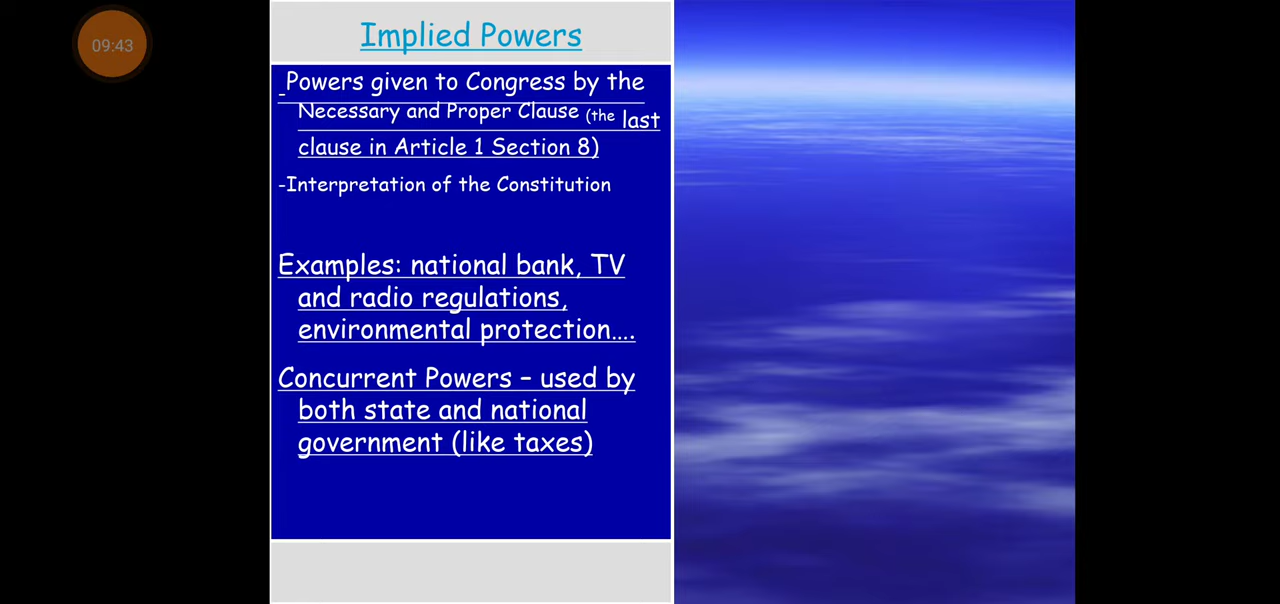 09:43
Implied Powers
-Powers given to Congress by the
Necessary and Proper Clause (the last
clause in Article 1 Section 8)
-Interpretation of the Constitution
Examples: national bank, TV
and radio regulations,
environmental protection....
Concurrent Powers – used by
both state and national
government (like taxes)